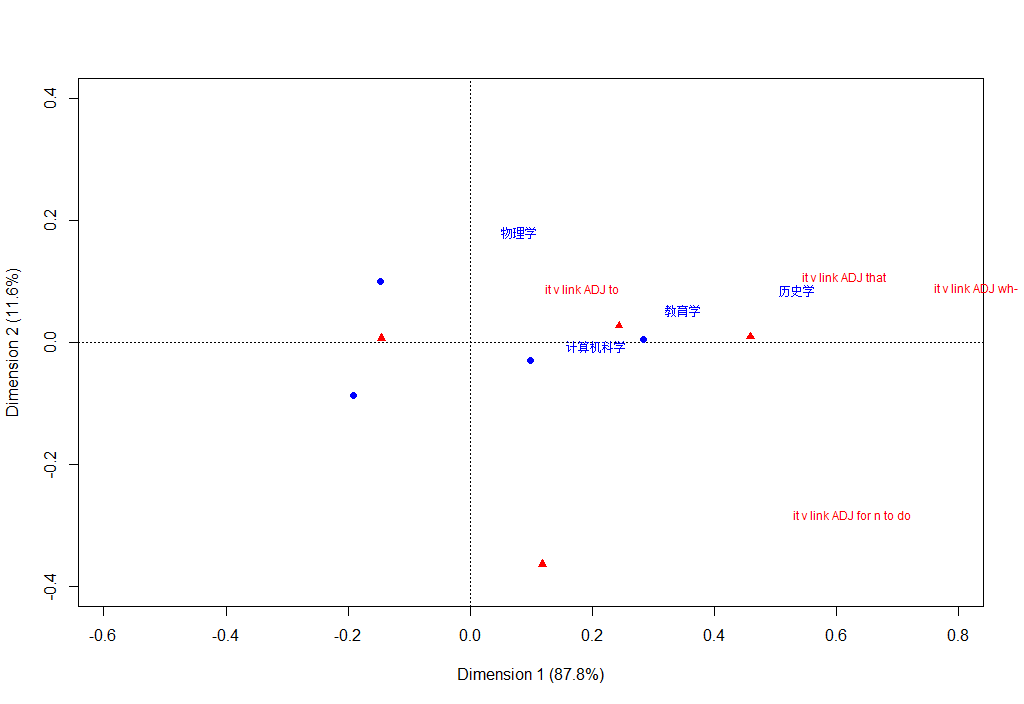 0.4
0.2
0.0
-0.2
-0.4
Dimension 2 (11.6%)
物理学
it v link ADJ to
it v link ADJ that
历史学
it v link ADJ wh-
教育学
计算机科学
it v link ADJ for n to do
-0.6
-0.4
-0.2
0.0
0.2
0.4
0.6
0.8
Dimension 1 (87.8%)